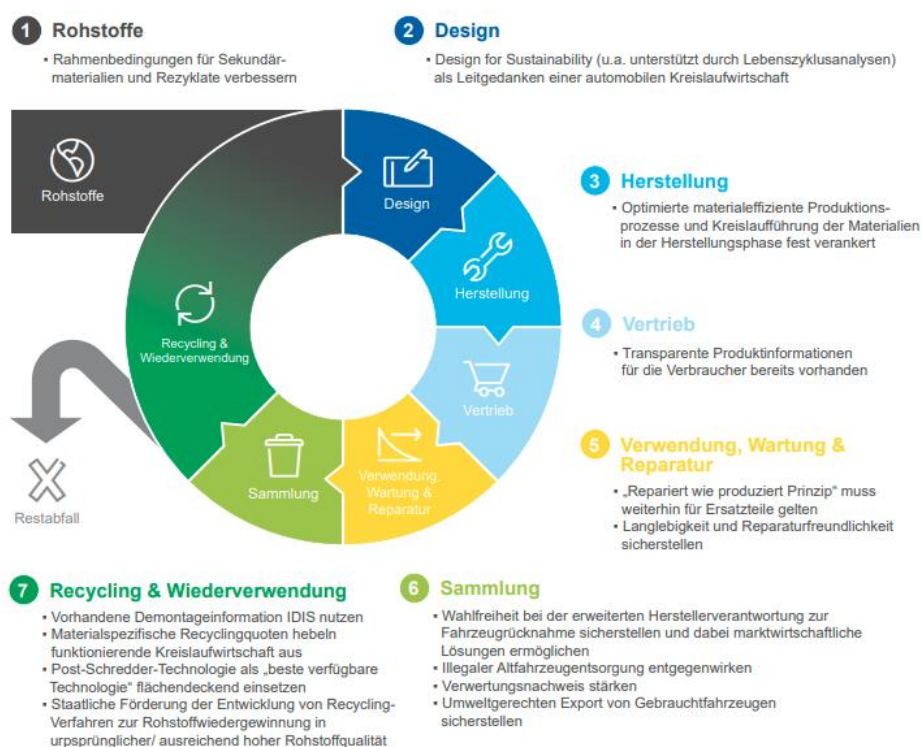 1 Rohstoffe
▪ Rahmenbedingungen für Sekundär-
materialien und Rezyklate verbessern
2 Design
▪ Design for Sustainability (u.a. unterstützt durch Lebenszyklusanalysen)
als Leitgedanken einer automobilen Kreislaufwirtschaft
Rohstoffe
Design
Herstellung
Vertrieb
Verwendung,
Wartung &
Reparatur
Sammlung
Recycling &
Wiederverwendung
Restabfall
3 Herstellung
▪ Optimierte materialeffiziente Produktions-
prozesse und Kreislaufführung der Materialien
in der Herstellungsphase fest verankert
4 Vertrieb
▪ Transparente Produktinformationen
für die Verbraucher bereits vorhanden
5 Verwendung, Wartung &
Reparatur
▪ „Repariert wie produziert Prinzip“ muss
weiterhin für Ersatzteile gelten
▪ Langlebigkeit und Reparaturfreundlichkeit
sicherstellen
7 Recycling & Wiederverwendung
▪ Vorhandene Demontageinformation IDIS nutzen
▪ Materialspezifische Recyclingquoten hebeln
funktionierende Kreislaufwirtschaft aus
▪ Post-Schredder-Technologie als „beste verfügbare
Technologie“ flächendeckend einsetzen
▪ Staatliche Förderung der Entwicklung von Recycling-
Verfahren zur Rohstoffwiedergewinnung in
urpsprünglicher/ ausreichend hoher Rohstoffqualität
6 Sammlung
▪ Wahlfreiheit bei der erweiterten Herstellerverantwortung zur
Fahrzeugrücknahme sicherstellen und dabei marktwirtschaftliche
Lösungen ermöglichen
▪ Illegaler Altfahrzeugentsorgung entgegenwirken
▪ Verwertungsnachweis stärken
▪ Umweltgerechten Export von Gebrauchtfahrzeugen
sicherstellen